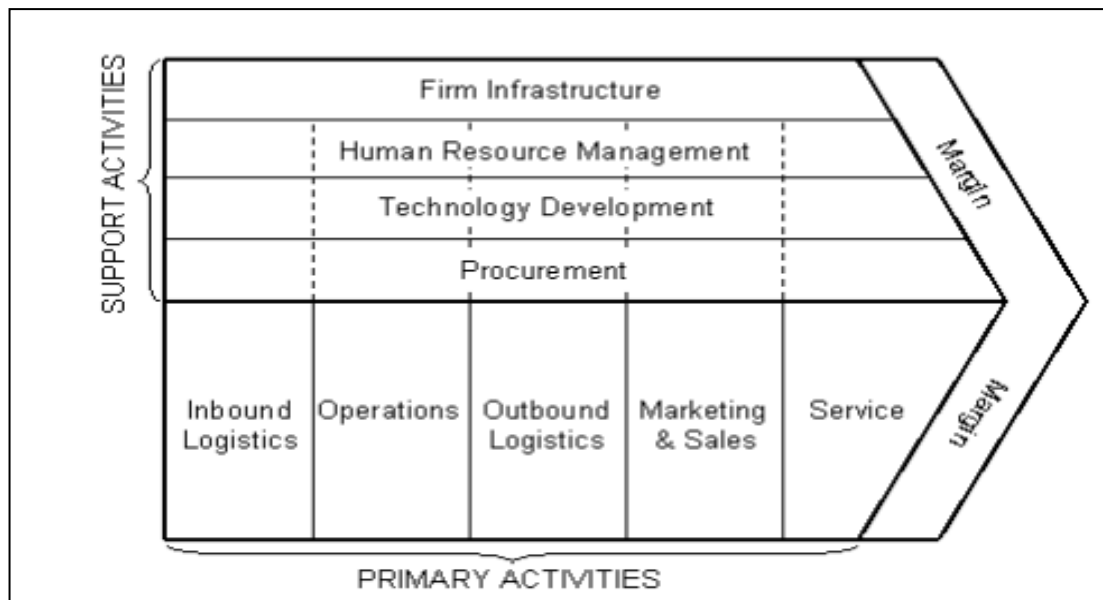 SUPPORT ACTIVITIES
Firm Infrastructure
Human Resource Management
Technology Development
Procurement
Margin
Inbound
Logistics
Operations
Outbound
Logistics
Marketing
& Sales
Service
Margin
PRIMARY ACTIVITIES